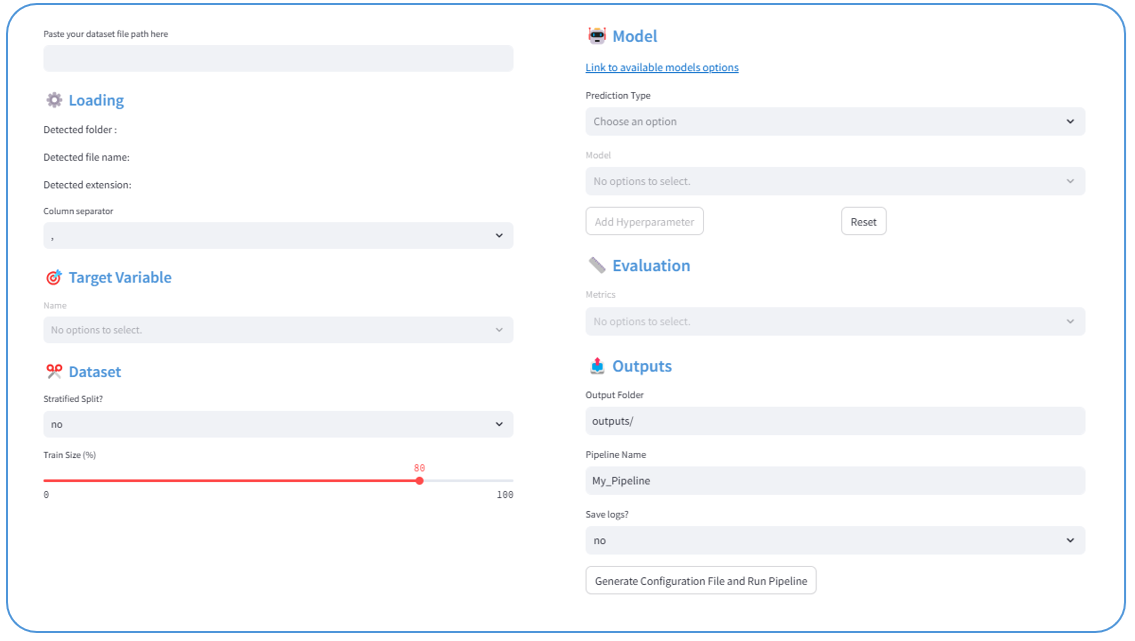 Paste your dataset file path here
Loading
Detected folder :
Detected file name:
Detected extension:
Column separator
,
Target Variable
Name
No options to select.
Dataset
Stratified Split?
no
Train Size (%)
80
0
100
Model
Link to available models options
Prediction Type
Choose an option
Model
No options to select.
Add Hyperparameter
Reset
Evaluation
Metrics
No options to select.
Outputs
Output Folder
outputs/
Pipeline Name
My_Pipeline
Save logs?
no
Generate Configuration File and Run Pipeline